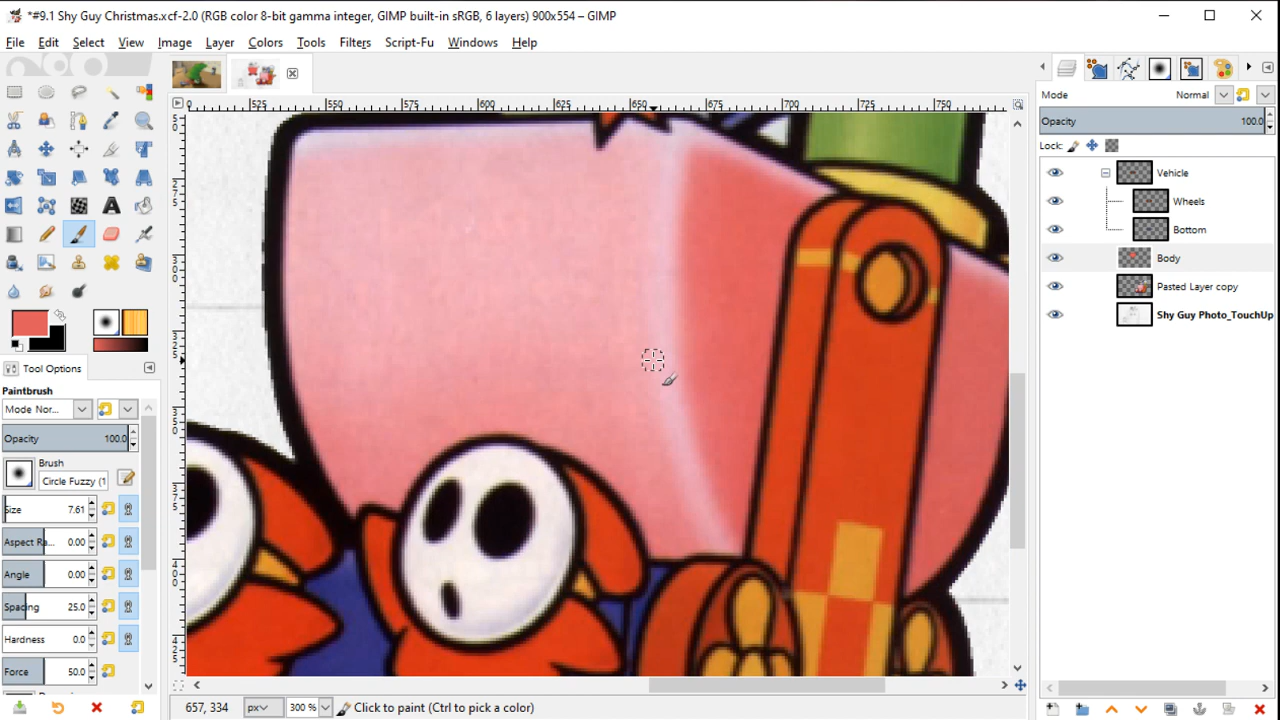 *#9.1 Shy Guy Christmas.xcf-2.0 (RGB color 8-bit gamma integer, GIMP built-in sRGB, 6 layers) 900x554 – GIMP
File Edit Select View Image Layer Colors Tools Filters Script-Fu Windows Help
525 550 575 600 625 650 675 700 725 750
Mode Normal
Opacity 100.0
Lock:
Vehicle
Wheels
Bottom
Body
Pasted Layer copy
Shy Guy Photo_TouchUp
Tool Options
Paintbrush
Mode Nor...
Opacity 100.0
Brush
Circle Fuzzy (1
Size 7.61
Aspect Ra... 0.00
Angle 0.00
Spacing 25.0
Hardness 0.0
Force 50.0
657, 334 px 300 % Click to paint (Ctrl to pick a color)